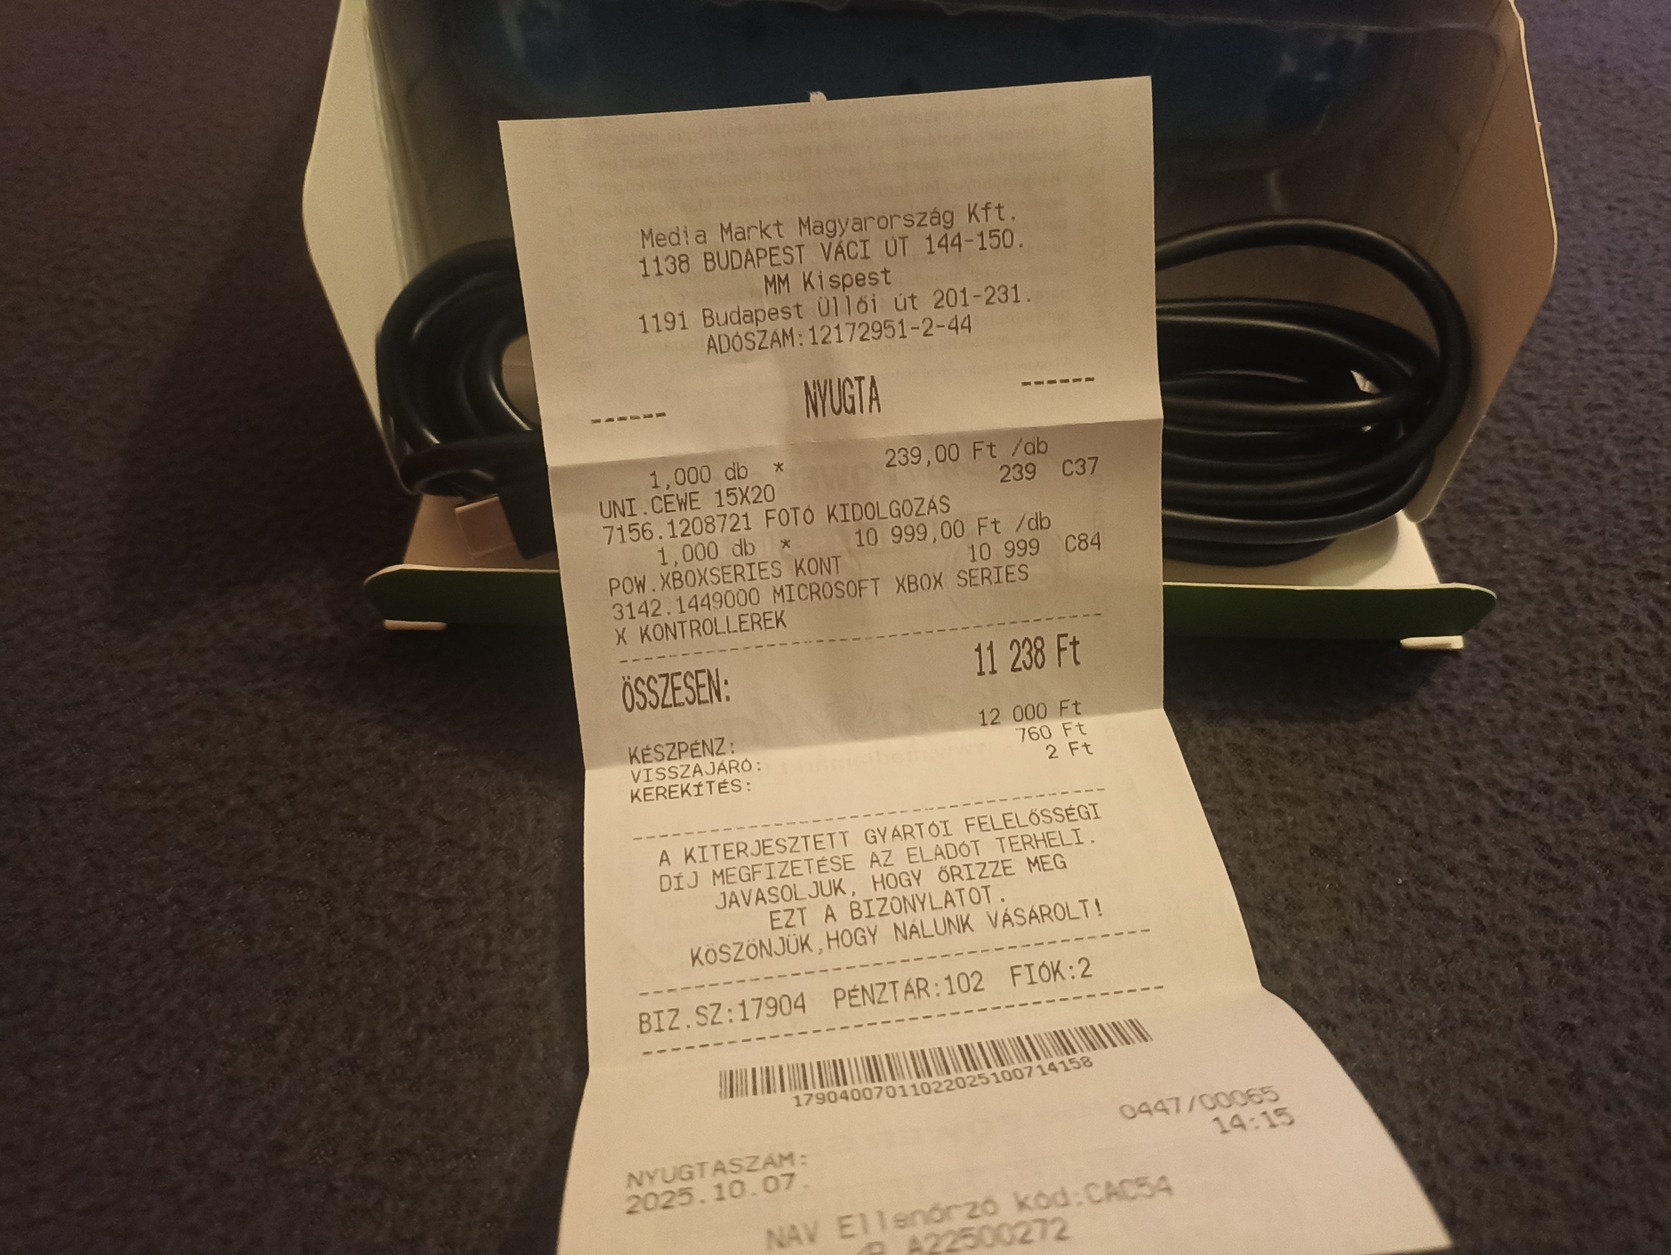 Media Markt Magyarország Kft.
1138 BUDAPEST VÁCI ÚT 144-150.
MM Kispest
1191 Budapest Üllői út 201-231.
ADÓSZÁM:12172951-2-44
------ NYUGTA ------
1,000 db * 239,00 Ft /db
UNI.CEWE 15X20 239 C37
7156.1208721 FOTÓ KIDOLGOZÁS
1,000 db * 10 999,00 Ft /db
POW.XBOXSERIES KONT 10 999 C84
3142.1449000 MICROSOFT XBOX SERIES
X KONTROLLEREK
ÖSSZESEN: 11 238 Ft
KÉSZPÉNZ: 12 000 Ft
VISSZAJÁRÓ: 760 Ft
KEREKÍTÉS: 2 Ft
A KITERJESZTETT GYÁRTÓI FELELŐSSÉGI
DÍJ MEGFIZETÉSE AZ ELADÓT TERHELI.
JAVASOLJUK, HOGY ŐRIZZE MEG
EZT A BIZONYLATOT.
KÖSZÖNJÜK,HOGY NÁLUNK VÁSÁROLT!
BIZ.SZ:17904 PÉNZTÁR:102 FIÓK:2
1790400701102202510071415​8
NYUGTASZÁM: 0447/00065
2025.10.07. 14:15
NAV Ellenőrző kód:CAC54
A22500272